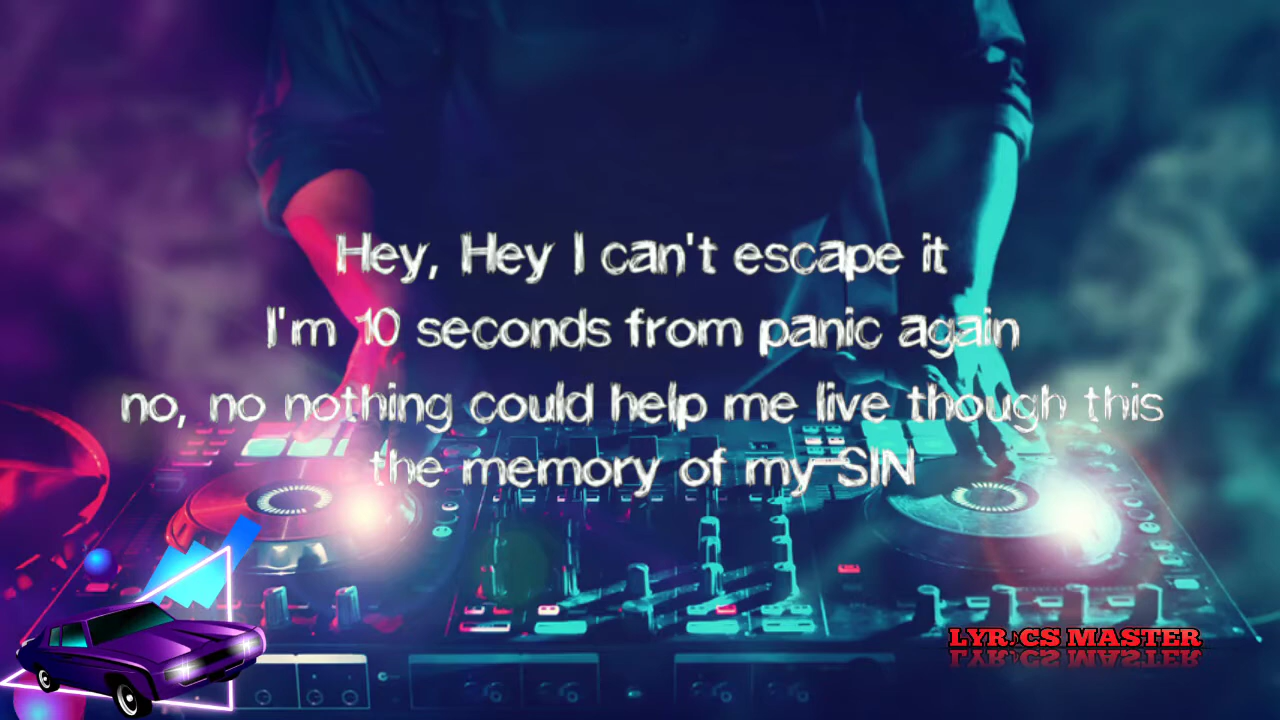 Hey, Hey I can't escape it
I'm 10 seconds from panic again
no, no nothing could help me live though this
the memory of my SIN
LYRICS MASTER